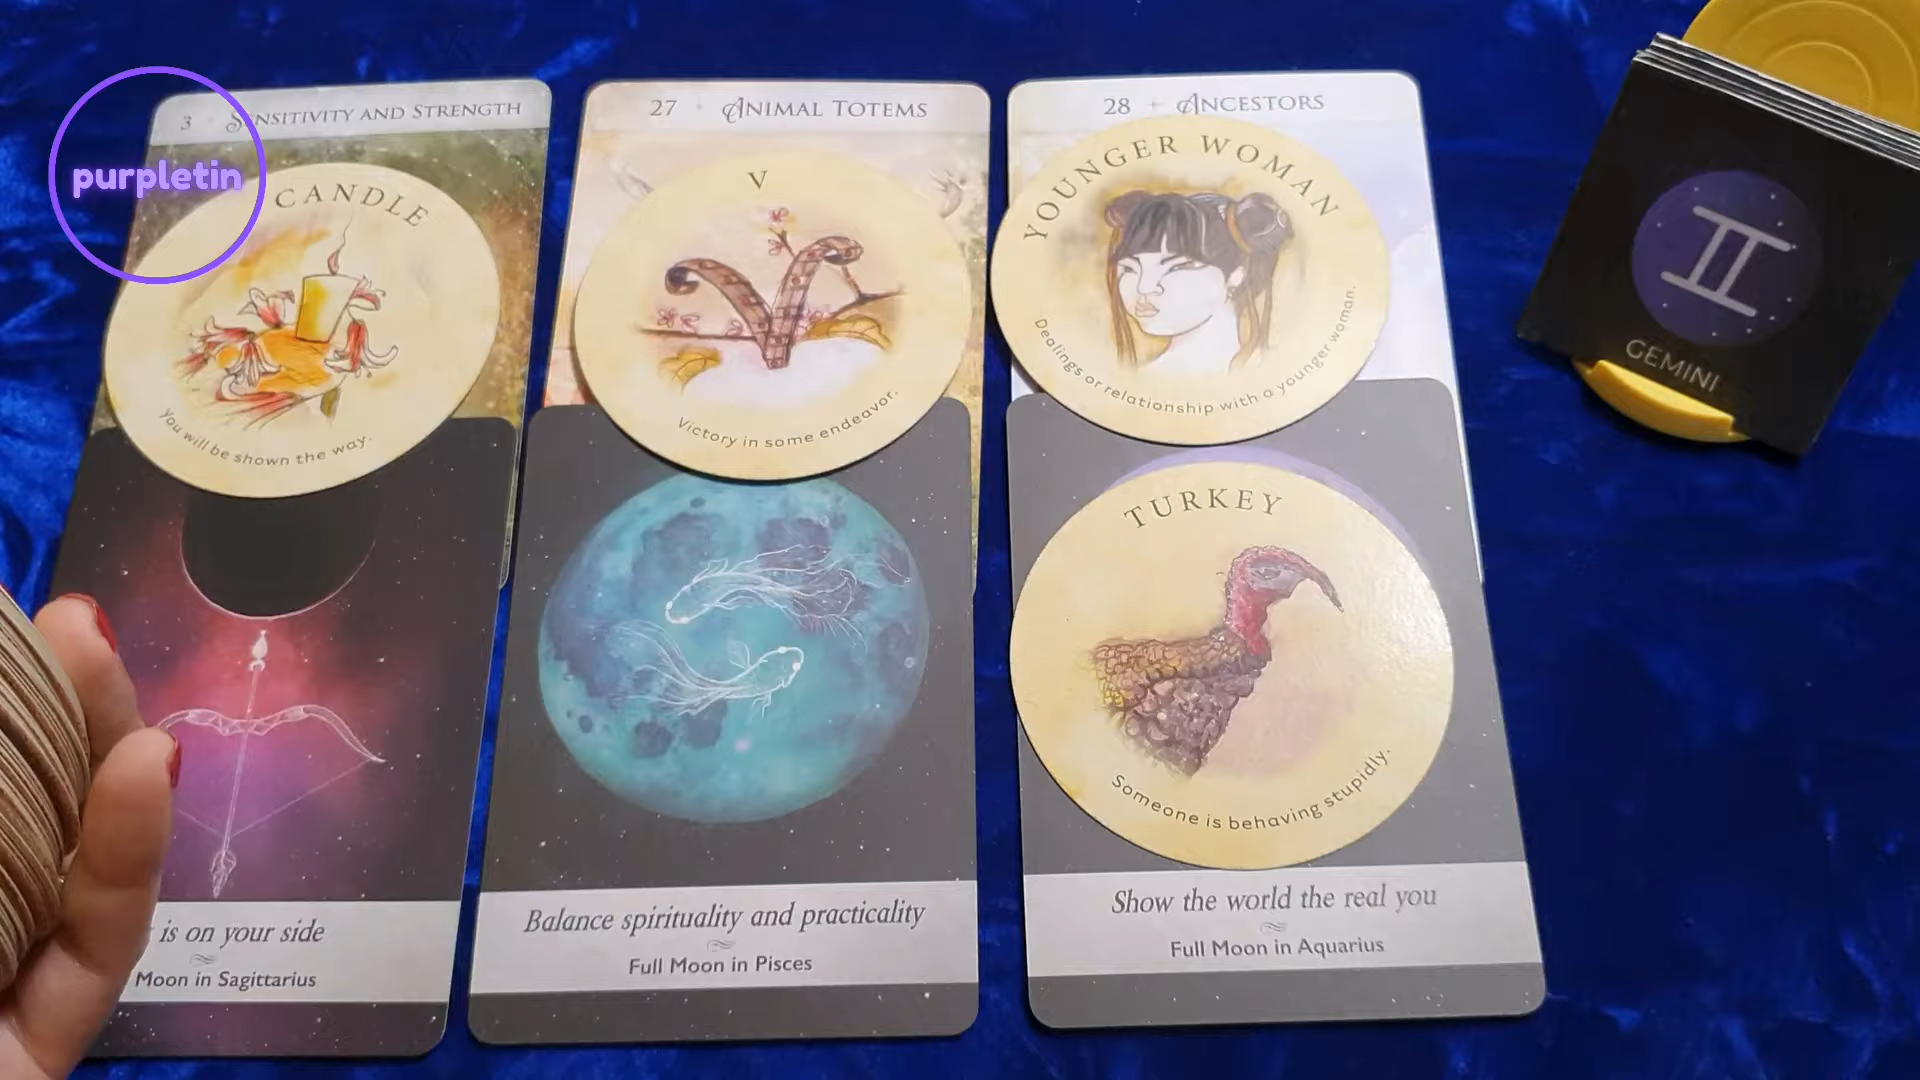 purpletin
3 SENSITIVITY AND STRENGTH
CANDLE
You will be shown the way.
is on your side
Moon in Sagittarius
27 ANIMAL TOTEMS
V
Victory in some endeavor.
Balance spirituality and practicality
Full Moon in Pisces
28 ANCESTORS
YOUNGER WOMAN
Dealings or relationship with a younger woman.
TURKEY
Someone is behaving stupidly.
Show the world the real you
Full Moon in Aquarius
GEMINI